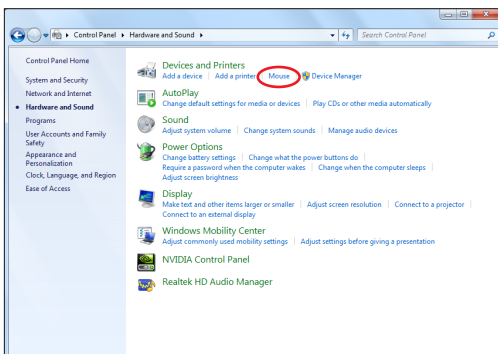 Control Panel Hardware and Sound Search Control Panel
Control Panel Home
System and Security
Network and Internet
Hardware and Sound
Programs
User Accounts and Family
Safety
Appearance and
Personalization
Clock, Language, and Region
Ease of Access
Devices and Printers
Add a device Add a printer Mouse Device Manager
AutoPlay
Change default settings for media or devices Play CDs or other media automatically
Sound
Adjust system volume Change system sounds Manage audio devices
Power Options
Change battery settings Change what the power buttons do
Require a password when the computer wakes Change when the computer sleeps
Adjust screen brightness
Display
Make text and other items larger or smaller Adjust screen resolution Connect to a projector
Connect to an external display
Windows Mobility Center
Adjust commonly used mobility settings Adjust settings before giving a presentation
NVIDIA Control Panel
Realtek HD Audio Manager